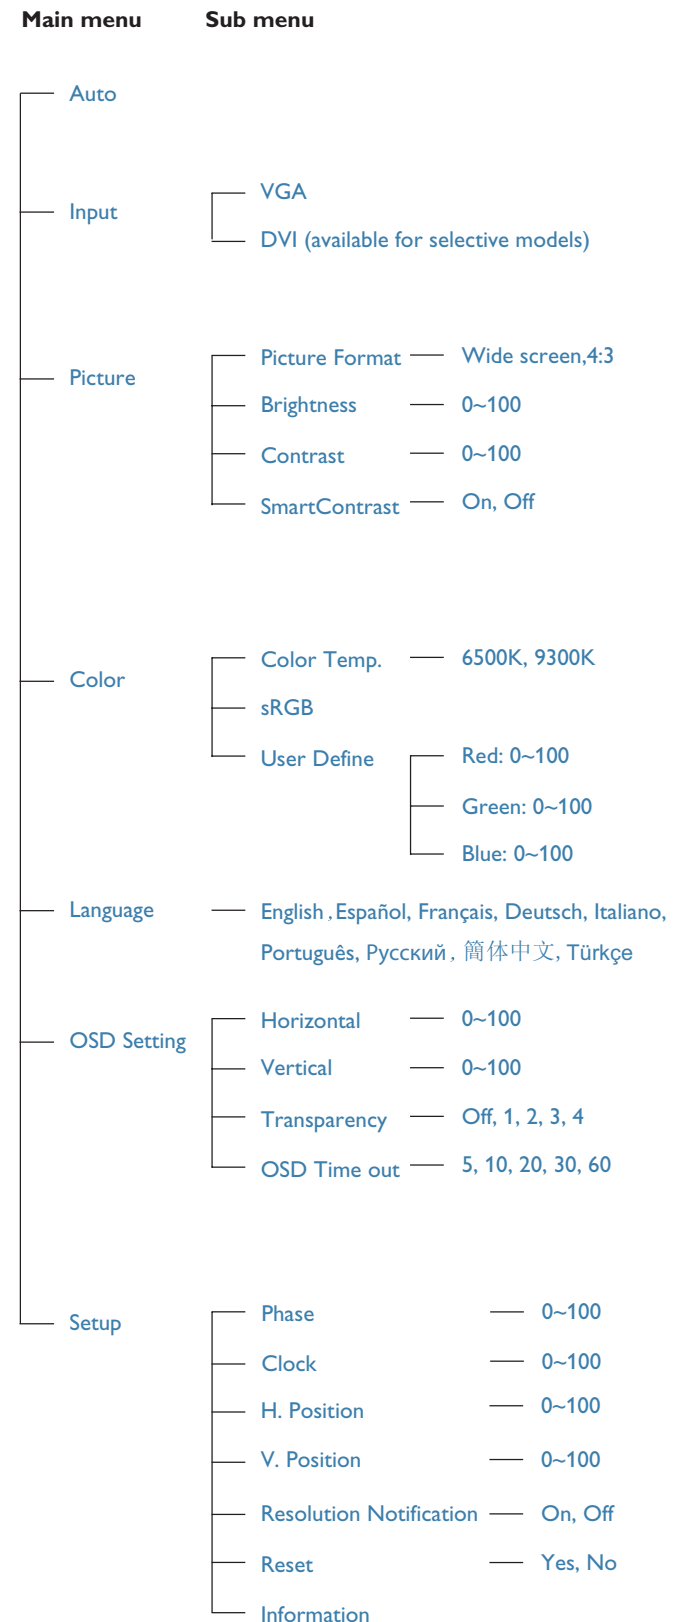 Main menu Sub menu
Auto
Input
VGA
DVI (available for selective models)
Picture
Picture Format Wide screen,4:3
Brightness 0~100
Contrast 0~100
SmartContrast On, Off
Color
Color Temp. 6500K, 9300K
sRGB
User Define Red: 0~100
Green: 0~100
Blue: 0~100
Language English, Español, Français, Deutsch, Italiano,
Português, Русский, 簡体中文, Türkçe
OSD Setting
Horizontal 0~100
Vertical 0~100
Transparency Off, 1, 2, 3, 4
OSD Time out 5, 10, 20, 30, 60
Setup
Phase 0~100
Clock 0~100
H. Position 0~100
V. Position 0~100
Resolution Notification On, Off
Reset Yes, No
Information